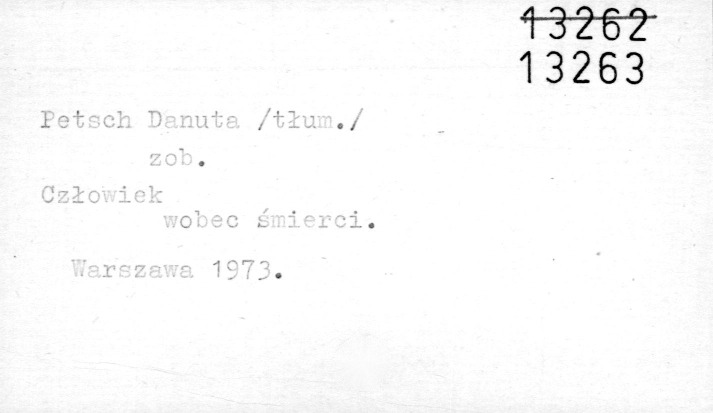 13262
13263
Petsch Danuta /tłum./
zob.
Człowiek
wobec śmierci.
Warszawa 1973.